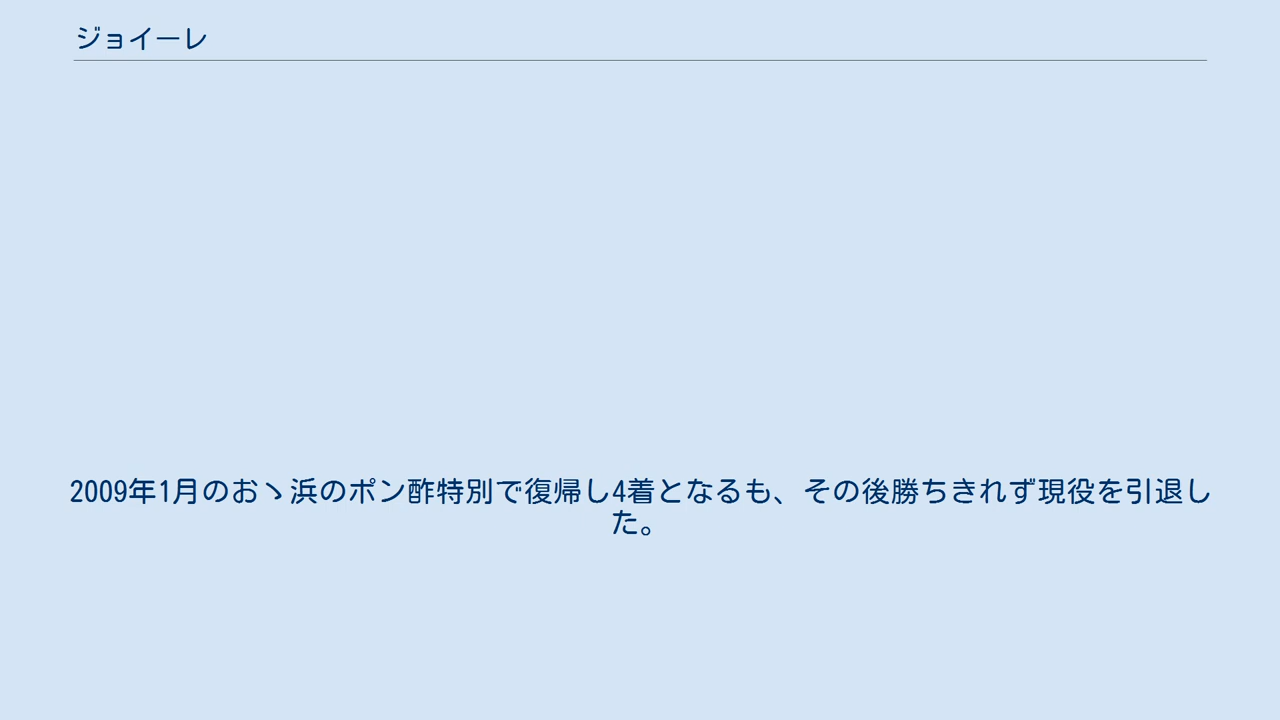 ジョイーレ
2009年1月のおゝ浜のポン酢特別で復帰し4着となるも、その後勝ちきれず現役を引退し
た。